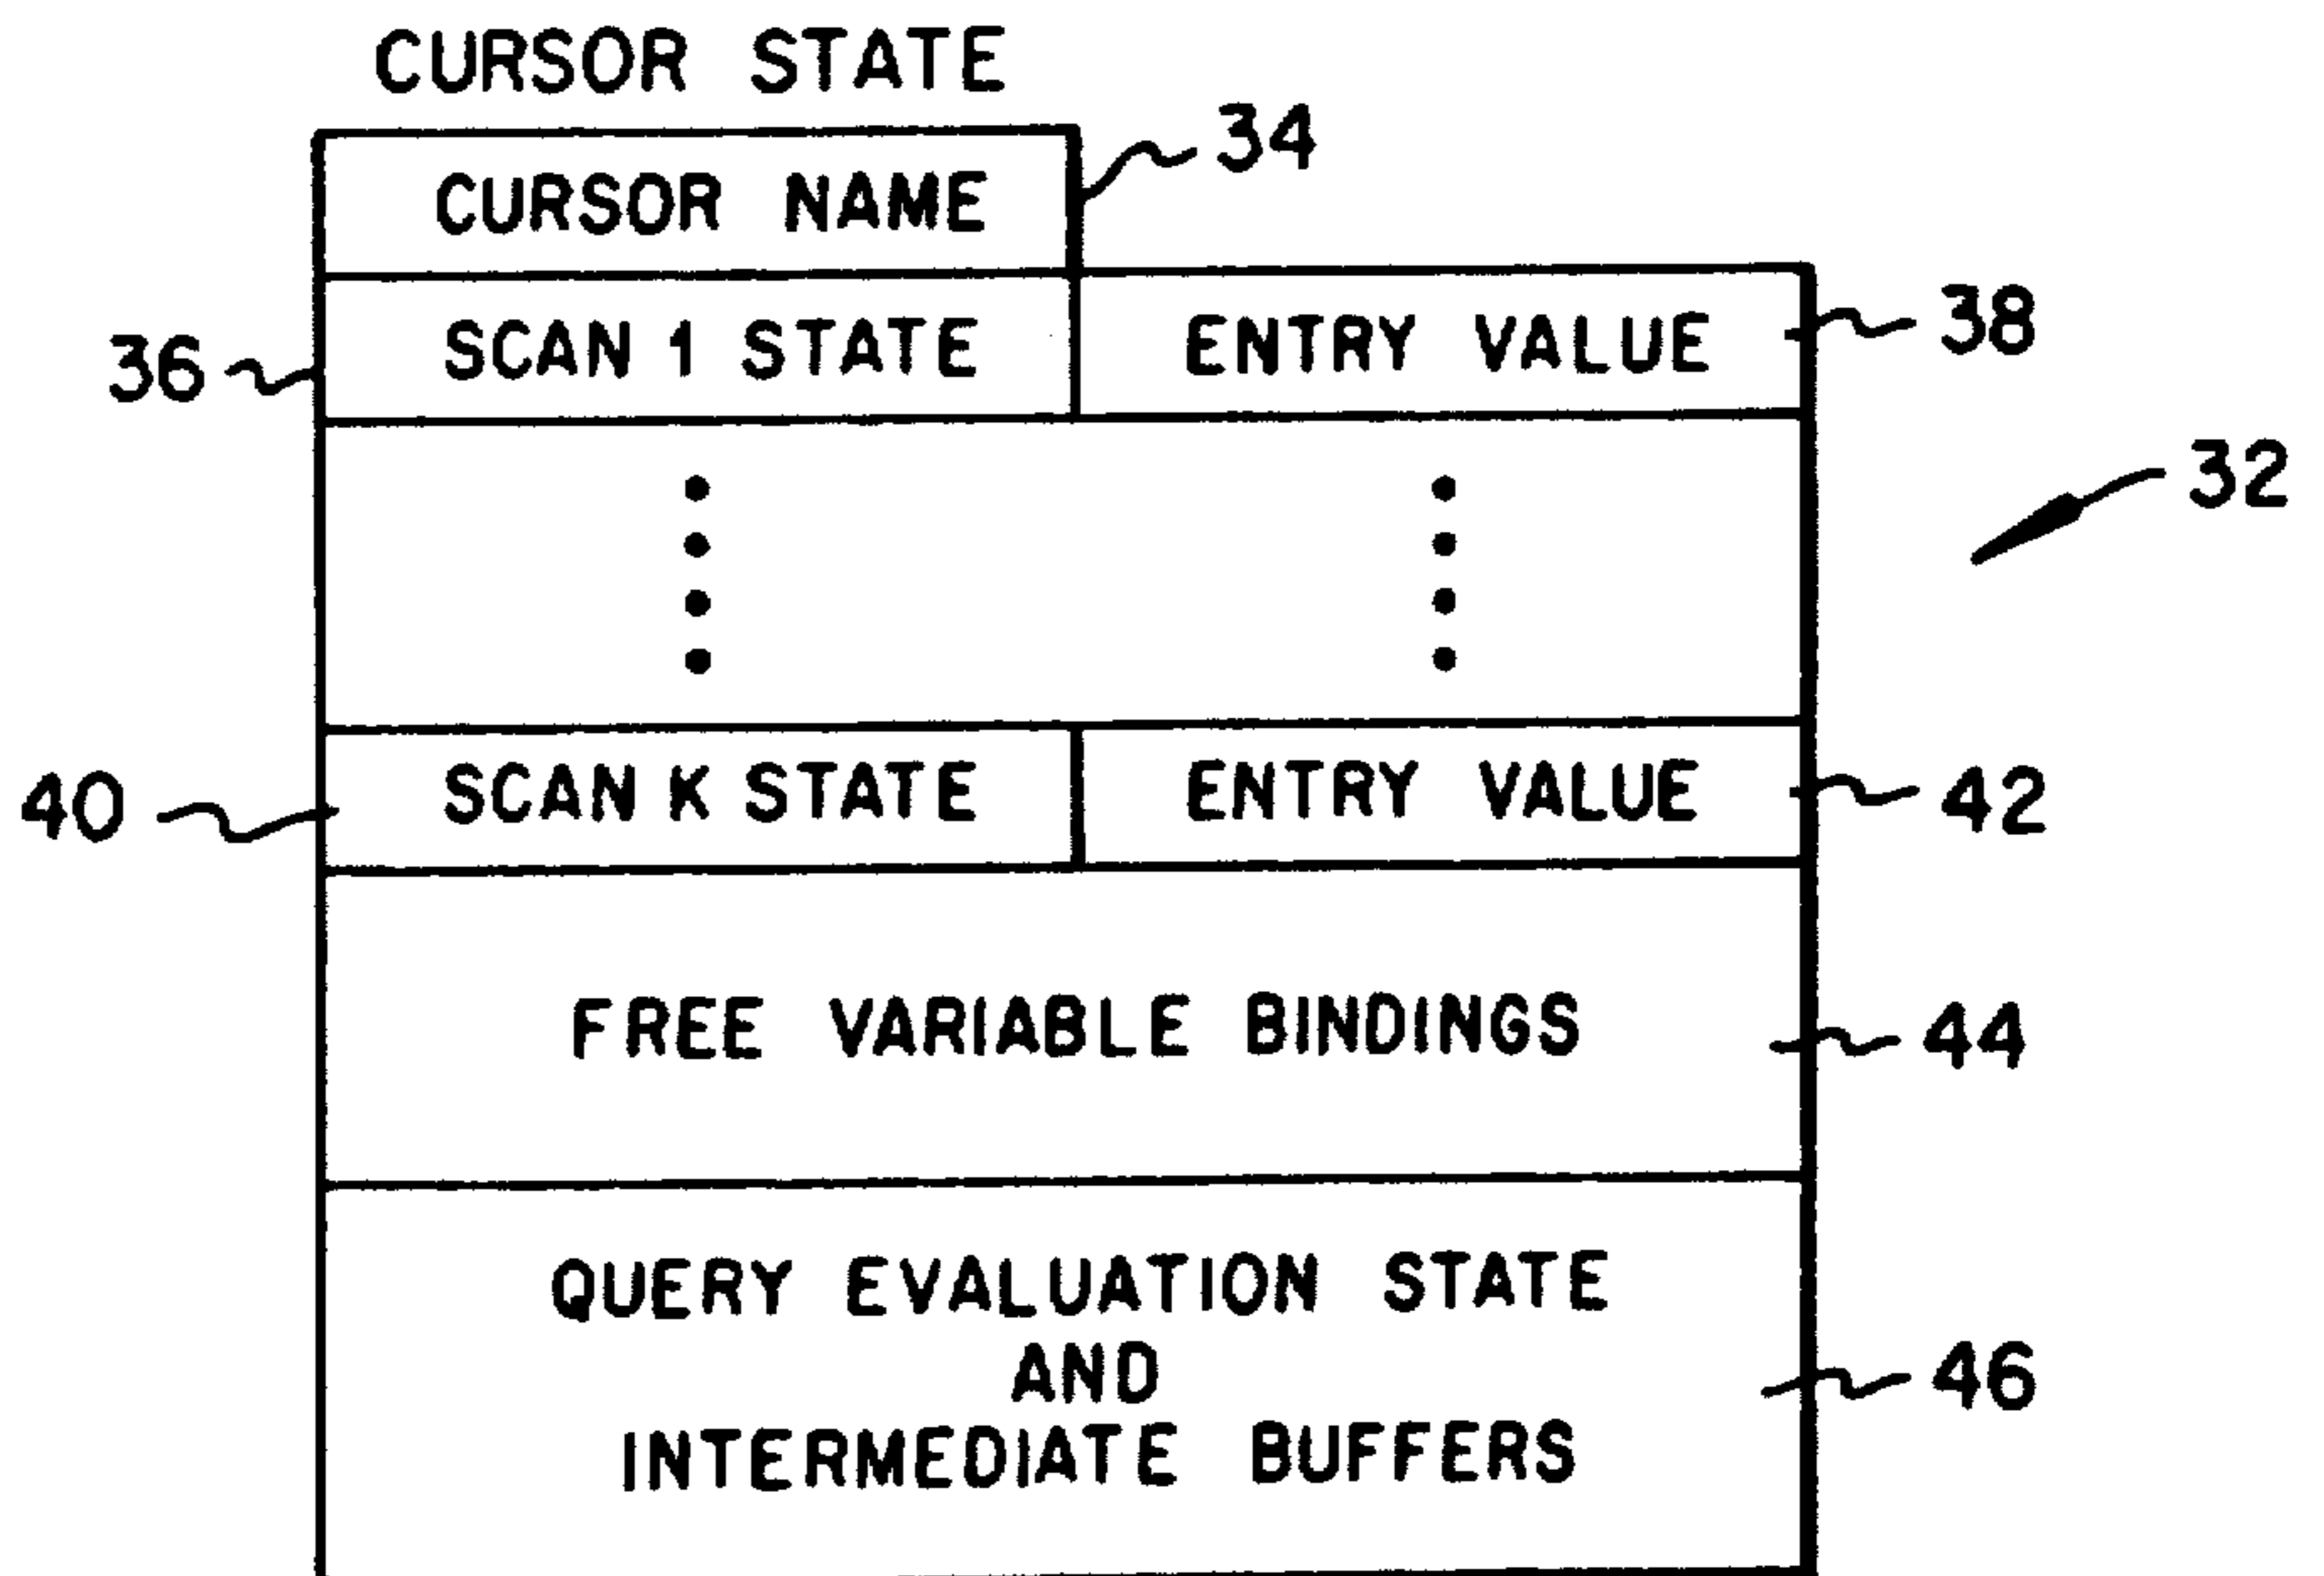 CURSOR STATE
34
CURSOR NAME
36
SCAN 1 STATE
ENTRY VALUE
38
32
40
SCAN K STATE
ENTRY VALUE
42
FREE VARIABLE BINDINGS
44
QUERY EVALUATION STATE
AND
46
INTERMEDIATE BUFFERS